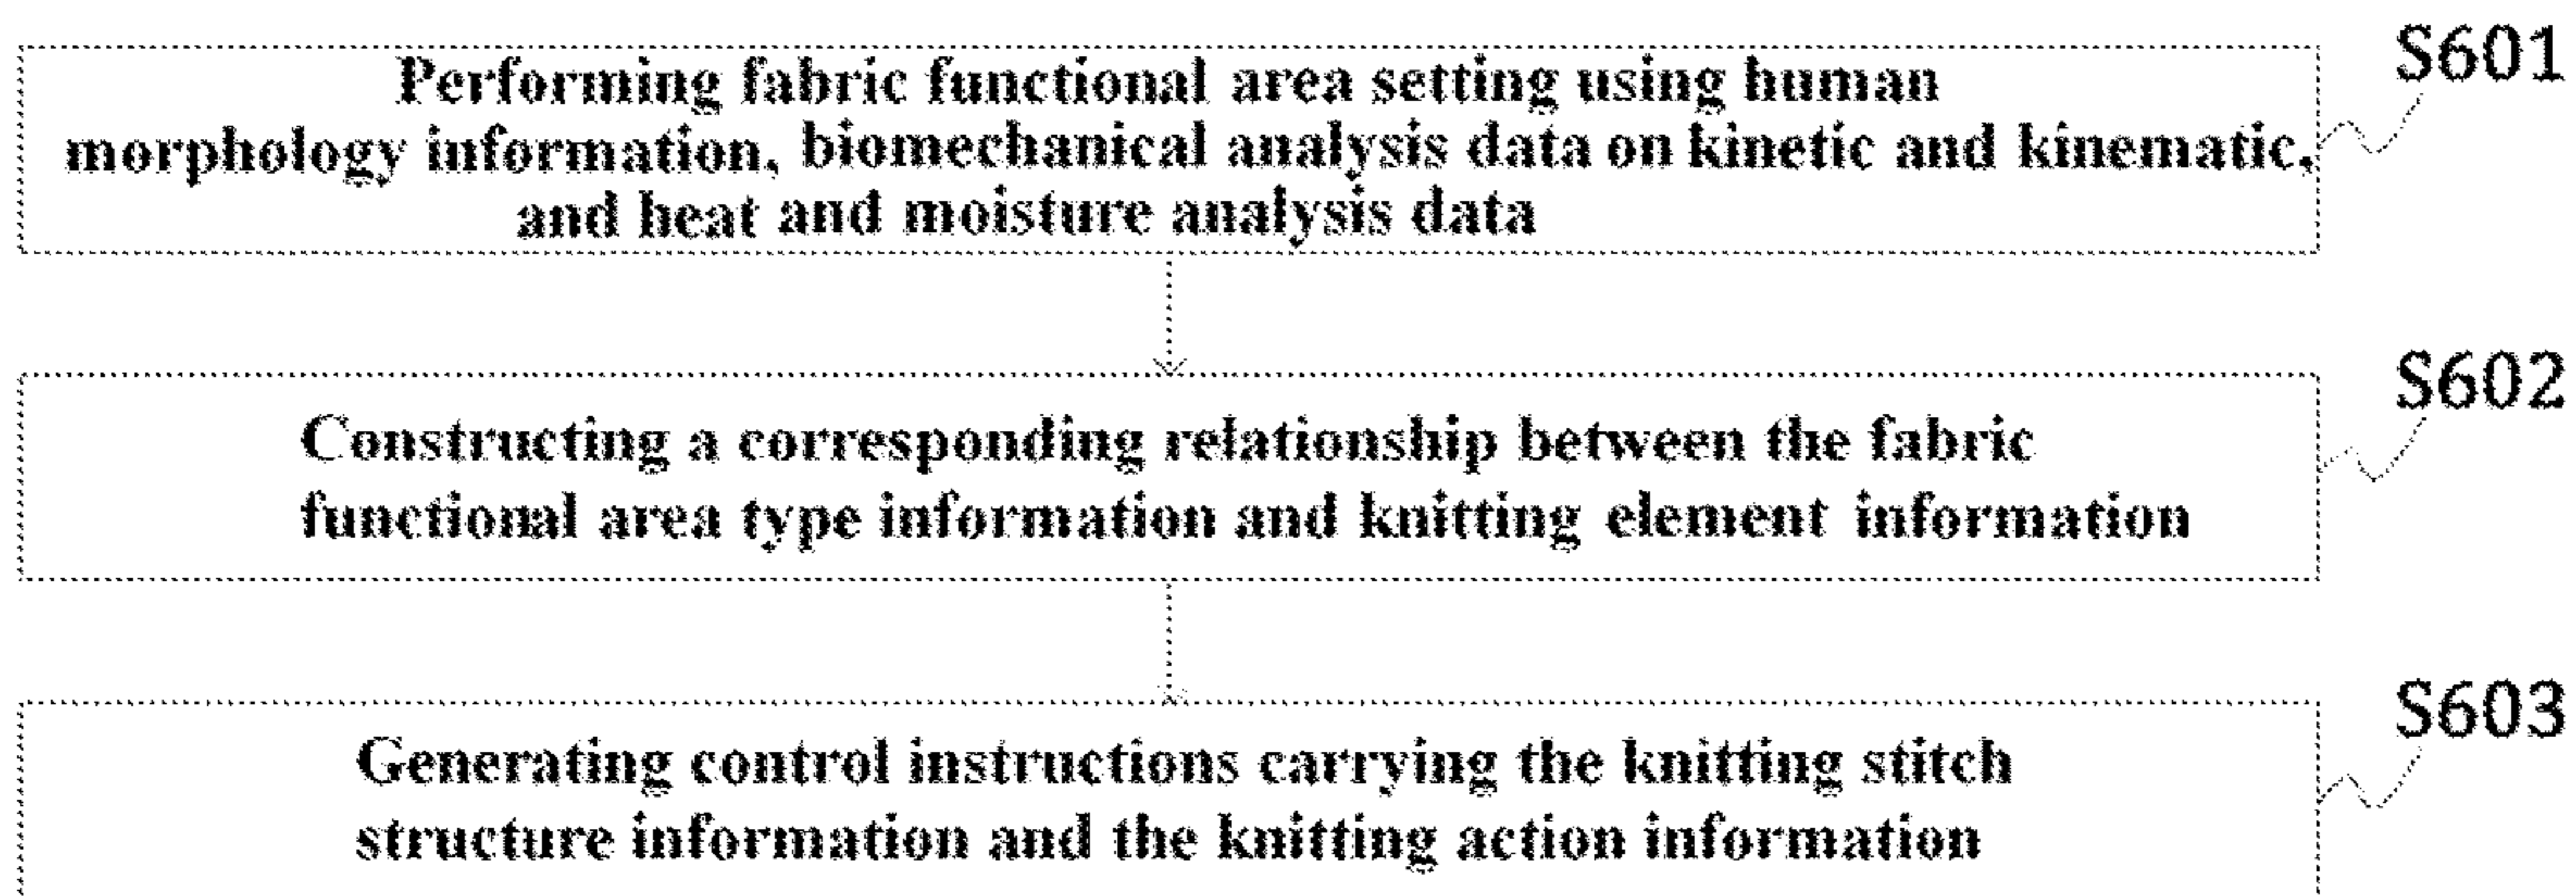 S601
Performing fabric functional area setting using human
morphology information, biomechanical analysis data on kinetic and kinematic,
and heat and moisture analysis data
S602
Constructing a corresponding relationship between the fabric
functional area type information and knitting element information
S603
Generating control instructions carrying the knitting stitch
structure information and the knitting action information